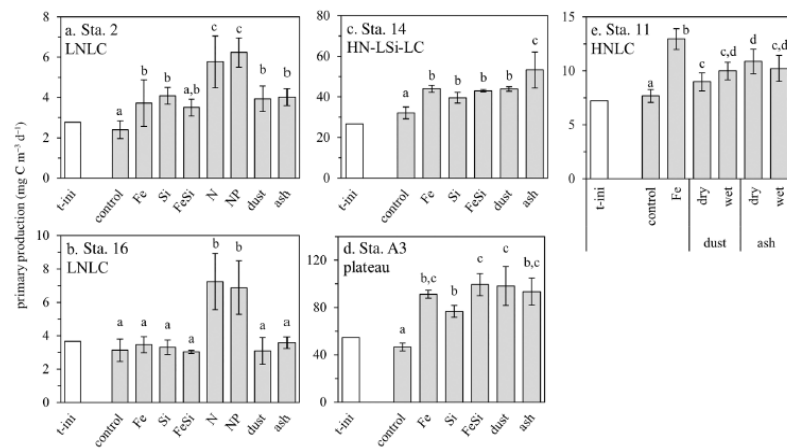 primary production (mg C m⁻³ d⁻¹)
a. Sta. 2
LNLC
8
6
4
2
0
a
b
b
a,b
c
c
b
b
t-ini
control
Fe
Si
FeSi
N
NP
dust
ash
c. Sta. 14
HN-LSi-LC
80
60
40
20
0
a
b
b
b
b
c
t-ini
control
Fe
Si
FeSi
dust
ash
e. Sta. 11
HNLC
15
12
10
7
5
2
0
a
b
c
c,d
d
c,d
t-ini
control
Fe
dry
wet
dry
wet
dust
ash
b. Sta. 16
LNLC
10
8
6
4
2
0
a
a
a
a
b
b
a
a
t-ini
control
Fe
Si
FeSi
N
NP
dust
ash
d. Sta. A3
plateau
120
80
40
0
a
b,c
b
c
c
b,c
t-ini
control
Fe
Si
FeSi
dust
ash